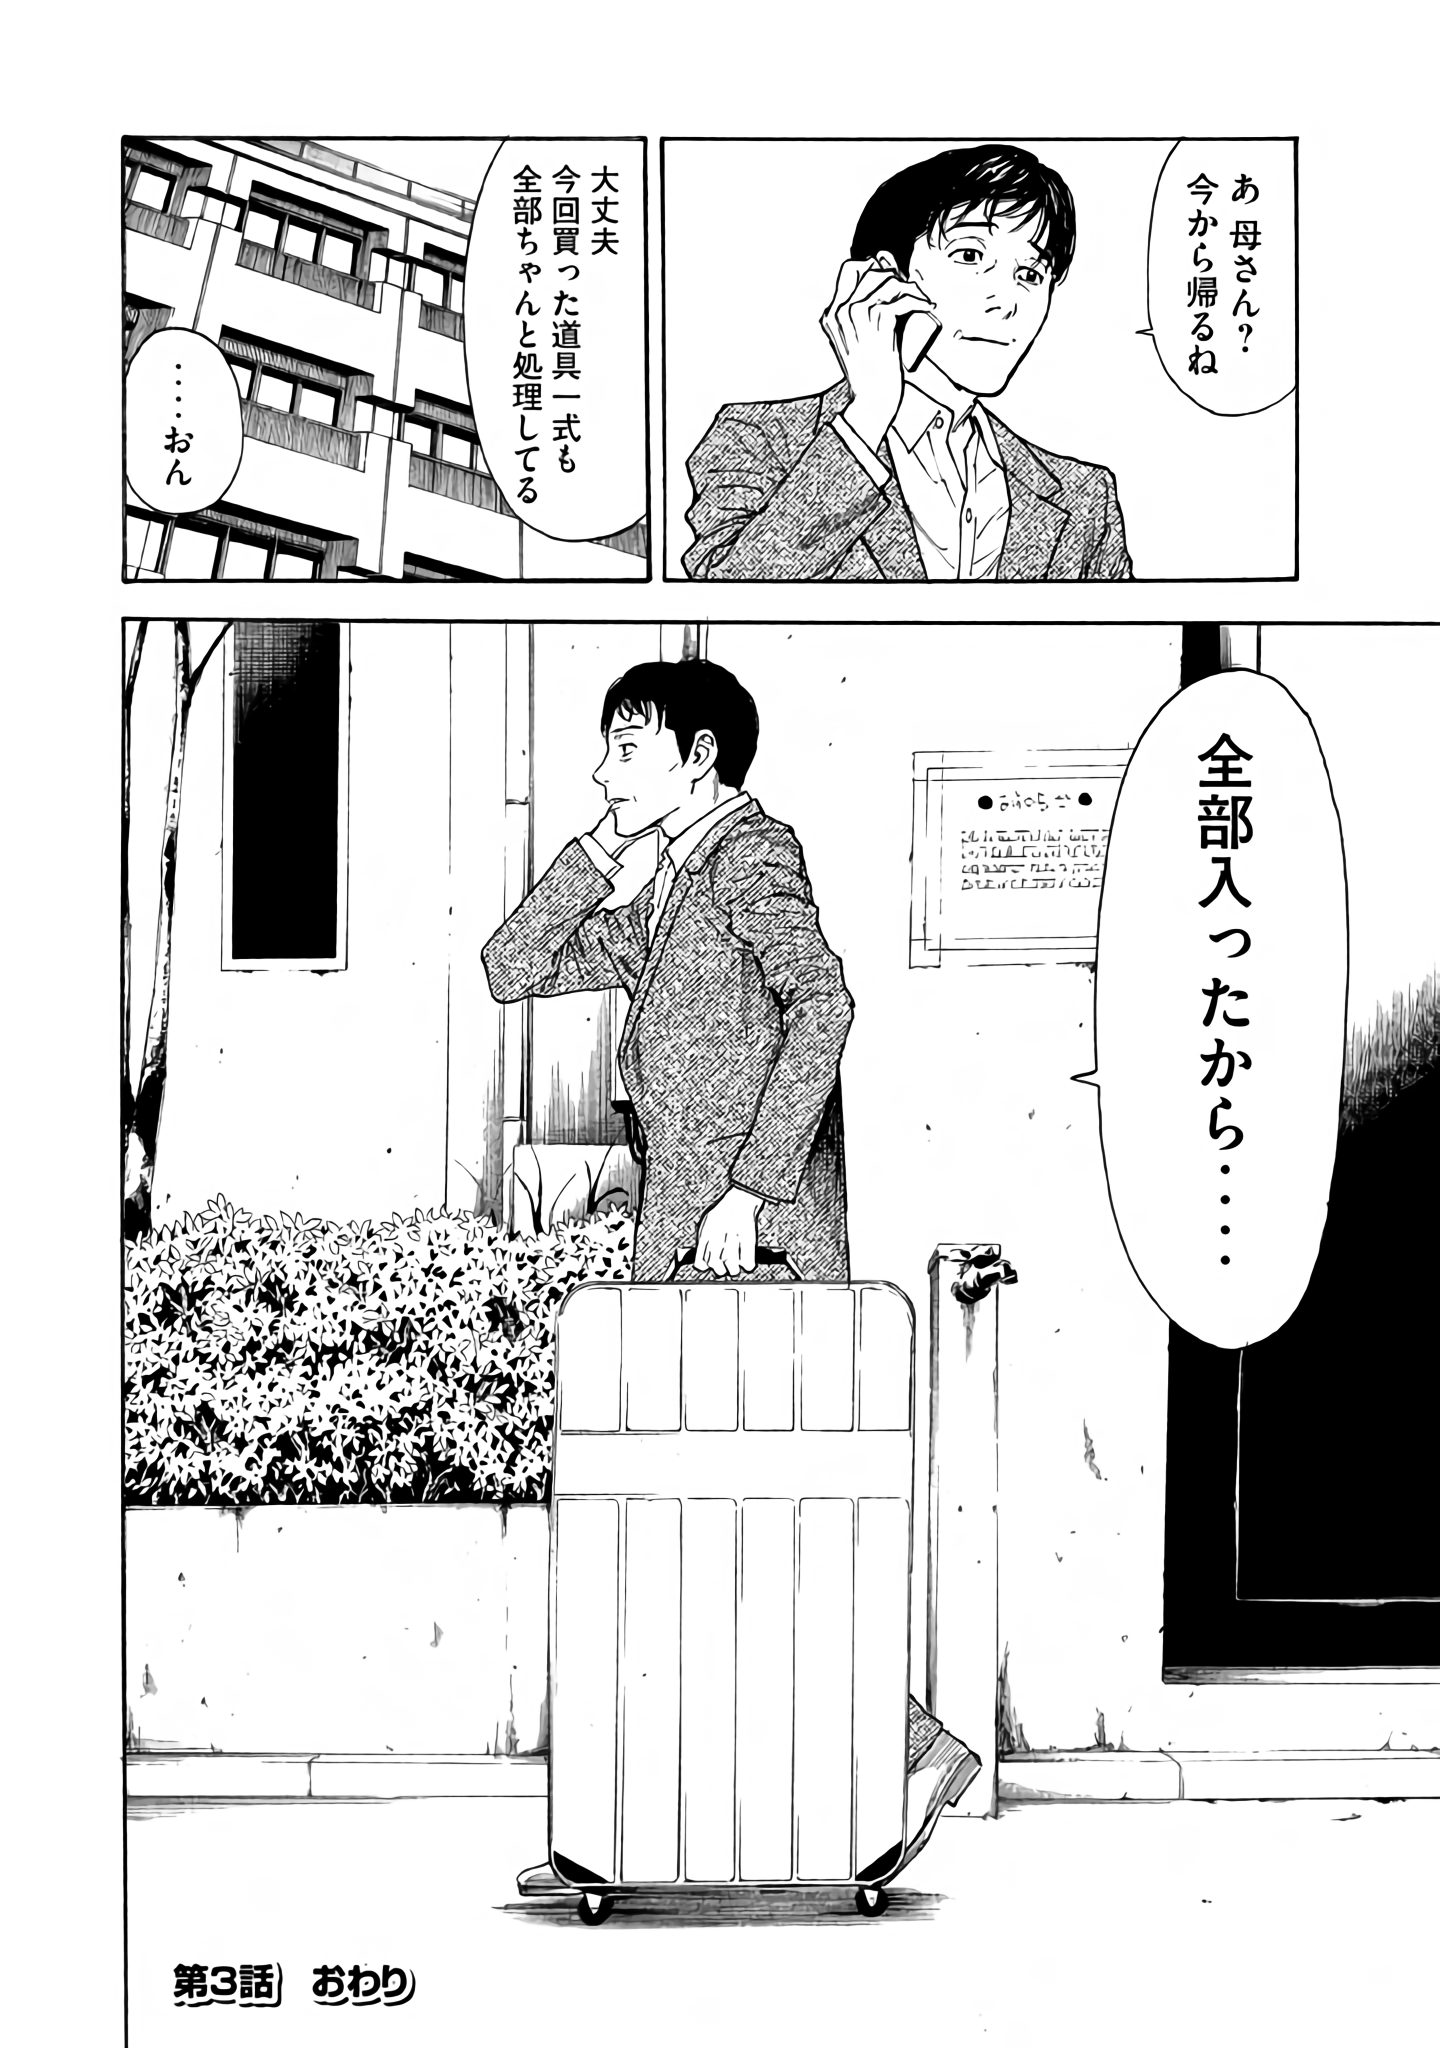 あ 母さん?
今から帰るね
大丈夫
今回買った道具一式も
全部ちゃんと処理してる
‥‥‥おん
全部入ったから‥‥
第3話 おわり